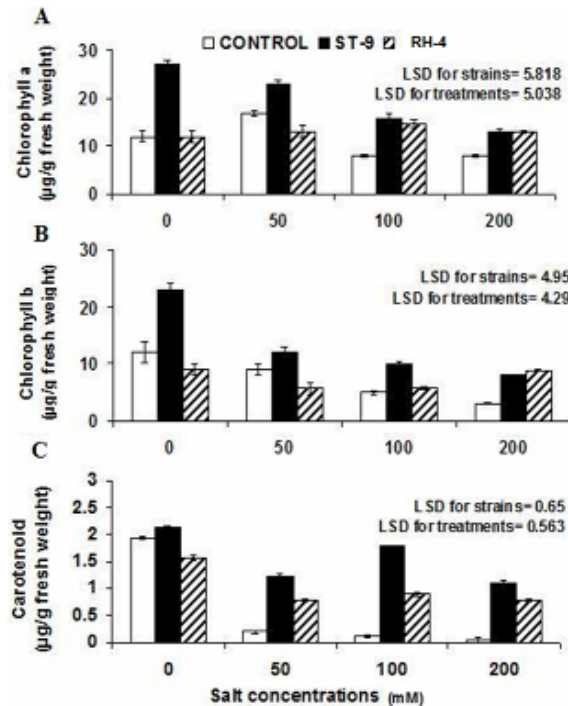 A
CONTROL ST-9 RH-4
LSD for strains= 5.818
LSD for treatments= 5.038
Chlorophyll a
(µg/g fresh weight)
30
20
10
0
0 50 100 200
B
LSD for strains= 4.95
LSD for treatments= 4.29
Chlorophyll b
(µg/g fresh weight)
30
20
10
0
0 50 100 200
C
LSD for strains= 0.65
LSD for treatments= 0.563
Carotenoid
(µg/g fresh weight)
3
2.5
2
1.5
1
0.5
0
0 50 100 200
Salt concentrations (mM)